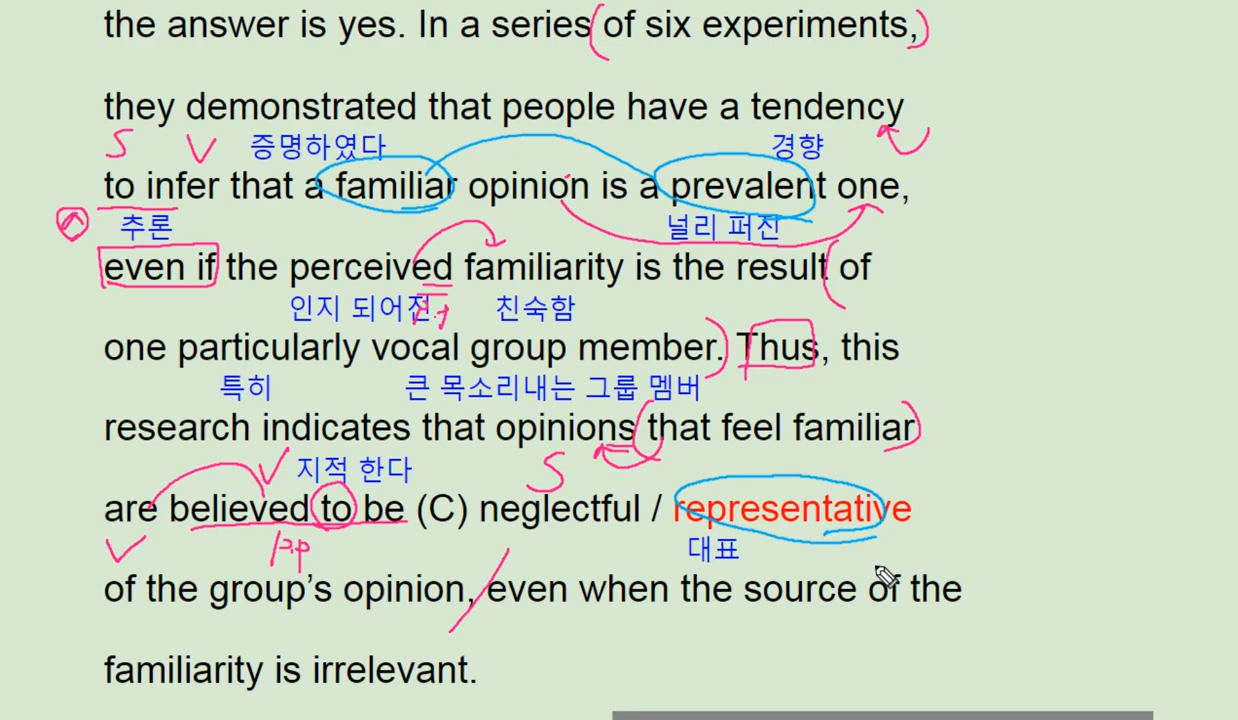 the answer is yes. In a series of six experiments,
they demonstrated that people have a tendency
S V 증명하였다 경향
to infer that a familiar opinion is a prevalent one,
추론 널리 퍼진
even if the perceived familiarity is the result of
인지 되어진 친숙함
one particularly vocal group member. Thus, this
특히 큰 목소리내는 그룹 멤버
research indicates that opinions that feel familiar
V 지적 한다 S
are believed to be (C) neglectful / representative
V p.p 대표
of the group’s opinion, even when the source of the
familiarity is irrelevant.